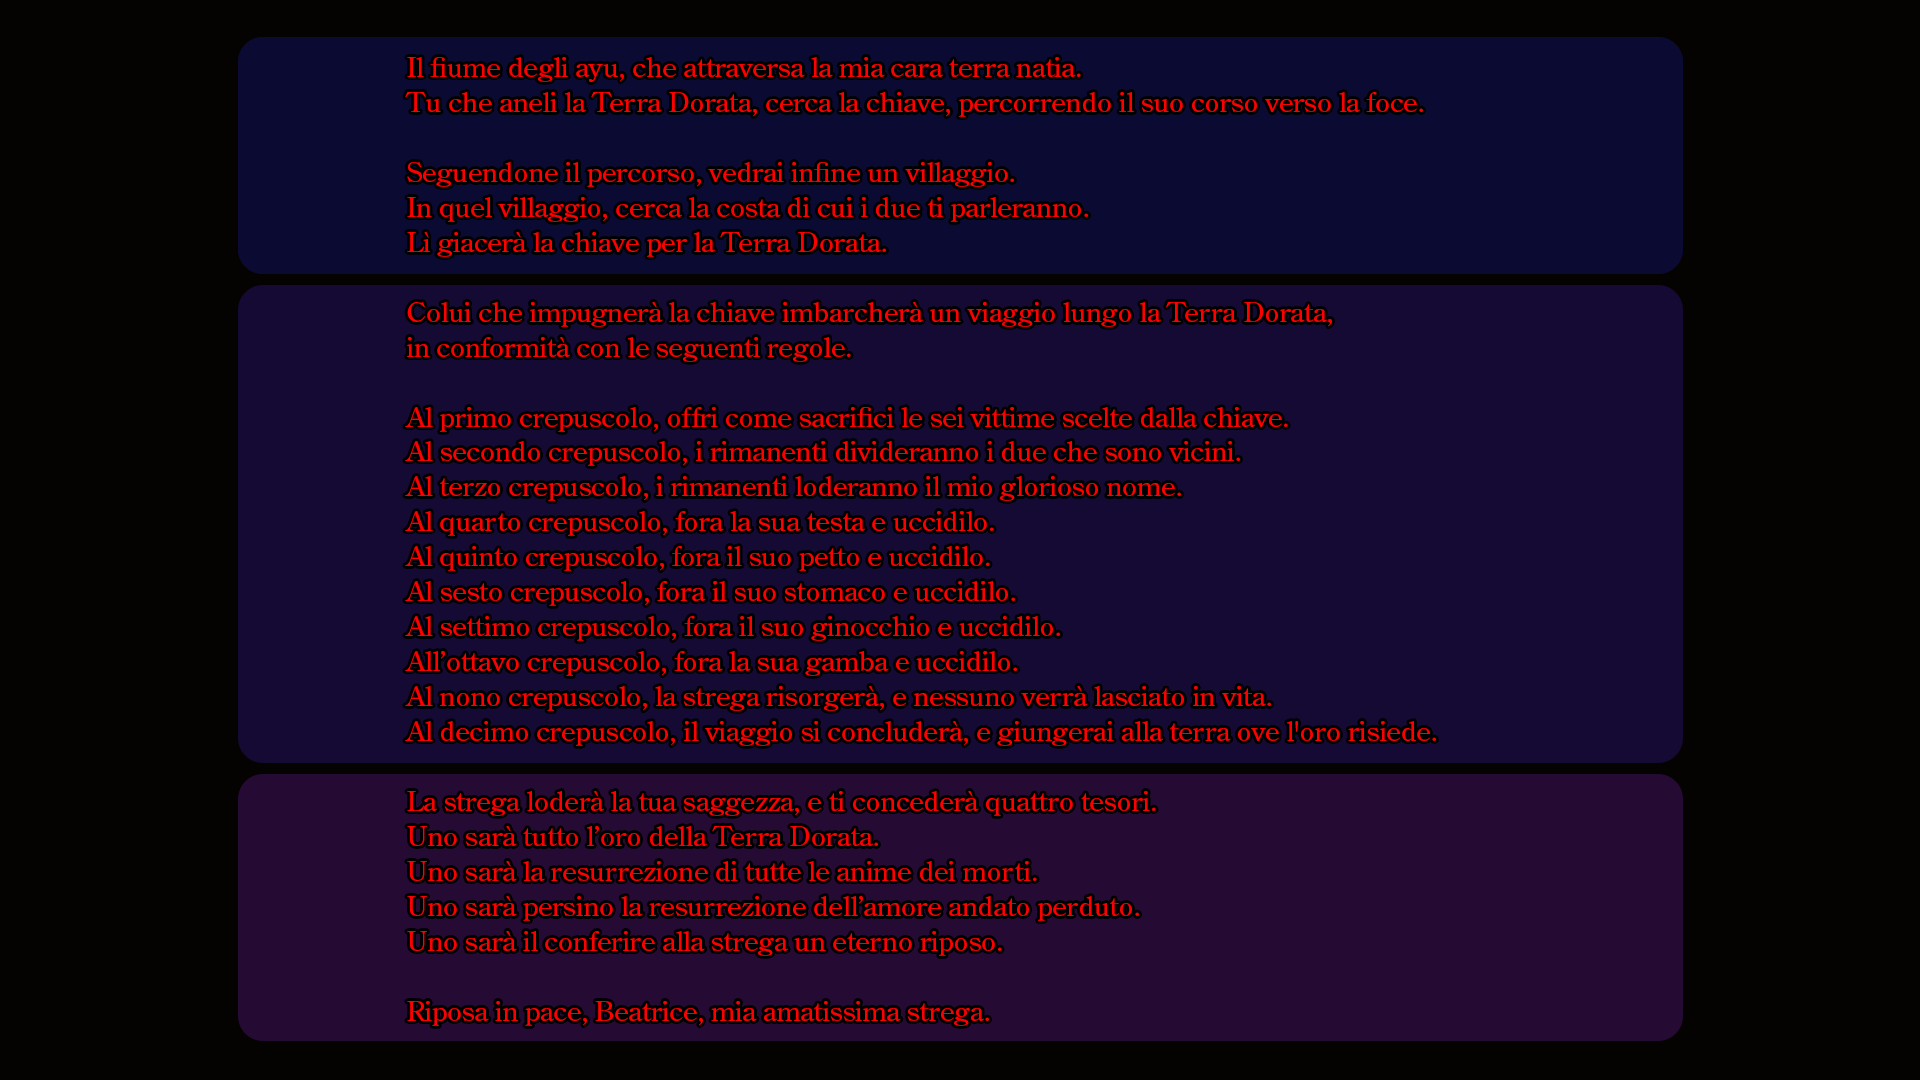 Il fiume degli ayu, che attraversa la mia cara terra natia.
Tu che aneli la Terra Dorata, cerca la chiave, percorrendo il suo corso verso la foce.
Seguendone il percorso, vedrai infine un villaggio.
In quel villaggio, cerca la costa di cui i due ti parleranno.
Lì giacerà la chiave per la Terra Dorata.
Colui che impugnerà la chiave imbarcherà un viaggio lungo la Terra Dorata,
in conformità con le seguenti regole.
Al primo crepuscolo, offri come sacrifici le sei vittime scelte dalla chiave.
Al secondo crepuscolo, i rimanenti divideranno i due che sono vicini.
Al terzo crepuscolo, i rimanenti loderanno il mio glorioso nome.
Al quarto crepuscolo, fora la sua testa e uccidilo.
Al quinto crepuscolo, fora il suo petto e uccidilo.
Al sesto crepuscolo, fora il suo stomaco e uccidilo.
Al settimo crepuscolo, fora il suo ginocchio e uccidilo.
All’ottavo crepuscolo, fora la sua gamba e uccidilo.
Al nono crepuscolo, la strega risorgerà, e nessuno verrà lasciato in vita.
Al decimo crepuscolo, il viaggio si concluderà, e giungerai alla terra ove l'oro risiede.
La strega loderà la tua saggezza, e ti concederà quattro tesori.
Uno sarà tutto l’oro della Terra Dorata.
Uno sarà la resurrezione di tutte le anime dei morti.
Uno sarà persino la resurrezione dell’amore andato perduto.
Uno sarà il conferire alla strega un eterno riposo.
Riposa in pace, Beatrice, mia amatissima strega.